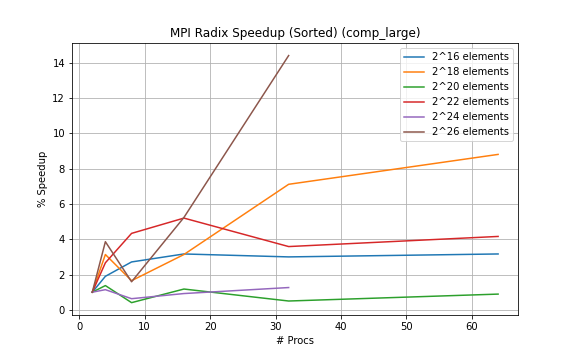 MPI Radix Speedup (Sorted) (comp_large)
% Speedup
14
12
10
8
6
4
2
0
2^16 elements
2^18 elements
2^20 elements
2^22 elements
2^24 elements
2^26 elements
0 10 20 30 40 50 60
# Procs